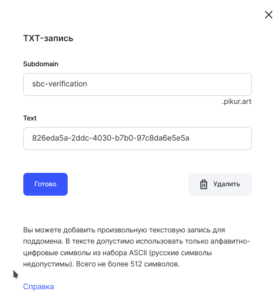 TXT-запись
Subdomain
sbc-verification
.pikur.art
Text
826eda5a-2ddc-4030-b7b0-97c8da6e5e5a
Готово
Удалить
Вы можете добавить произвольную текстовую запись для
поддомена. В тексте допустимо использовать только алфавитно-
цифровые символы из набора ASCII (русские символы
недопустимы). Всего не более 512 символов.
Справка